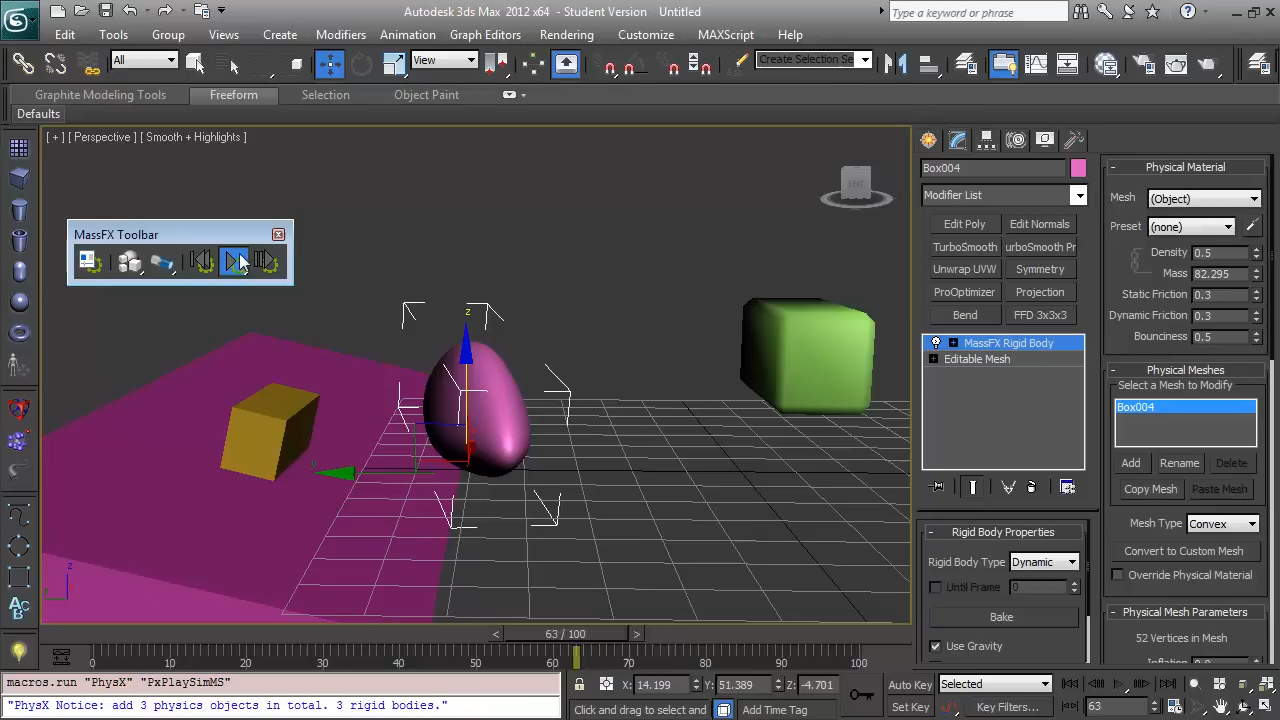 Autodesk 3ds Max 2012 x64 - Student Version Untitled
Type a keyword or phrase
Edit Tools Group Views Create Modifiers Animation Graph Editors Rendering Customize MAXScript Help
All View Create Selection Se
Graphite Modeling Tools Freeform Selection Object Paint
Defaults
[ + ] [ Perspective ] [ Smooth + Highlights ]
MassFX Toolbar
z
z
Box004
Modifier List
Edit Poly Edit Normals
TurboSmooth urboSmooth Pr
Unwrap UVW Symmetry
ProOptimizer Projection
Bend FFD 3x3x3
MassFX Rigid Body
Editable Mesh
Rigid Body Properties
Rigid Body Type Dynamic
Until Frame 0
Bake
Use Gravity
Physical Material
Mesh (Object)
Preset (none)
Density 0.5
Mass 82.295
Static Friction 0.3
Dynamic Friction 0.3
Bounciness 0.5
Physical Meshes
Select a Mesh to Modify
Box004
Add Rename Delete
Copy Mesh Paste Mesh
Mesh Type Convex
Convert to Custom Mesh
Override Physical Material
Physical Mesh Parameters
52 Vertices in Mesh
< 63 / 100 >
0 10 20 30 40 50 60 70 80 90 100
macros.run "PhysX" "PxPlaySimMS"
"PhysX Notice: add 3 physics objects in total. 3 rigid bodies."
X: 14.199 Y: 51.389 Z: -4.701
Click and drag to select and Add Time Tag
Auto Key Selected
Set Key Key Filters... 63